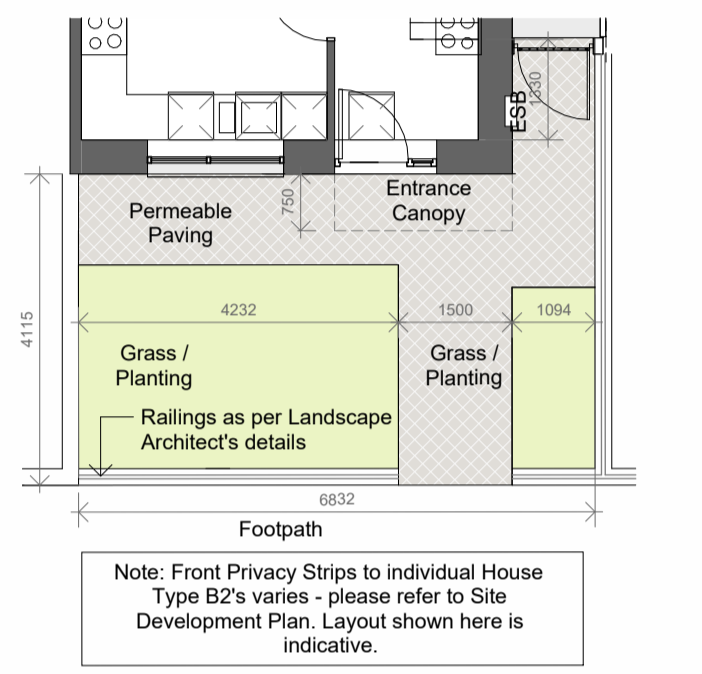 ESB
1330
Entrance
Canopy
750
Permeable
Paving
4115
4232
1500
1094
Grass /
Planting
Grass /
Planting
Railings as per Landscape
Architect's details
6832
Footpath
Note: Front Privacy Strips to individual House
Type B2's varies - please refer to Site
Development Plan. Layout shown here is
indicative.